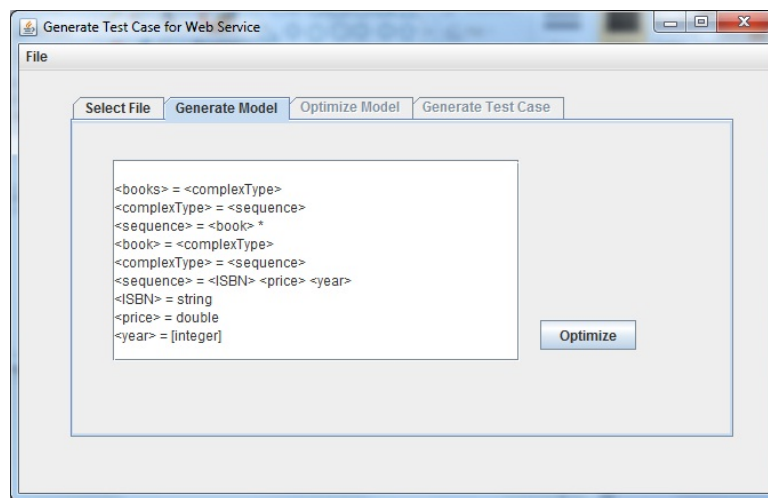 Generate Test Case for Web Service
File
Select File Generate Model Optimize Model Generate Test Case
<books> = <complexType>
<complexType> = <sequence>
<sequence> = <book> *
<book> = <complexType>
<complexType> = <sequence>
<sequence> = <ISBN> <price> <year>
<ISBN> = string
<price> = double
<year> = [integer]
Optimize